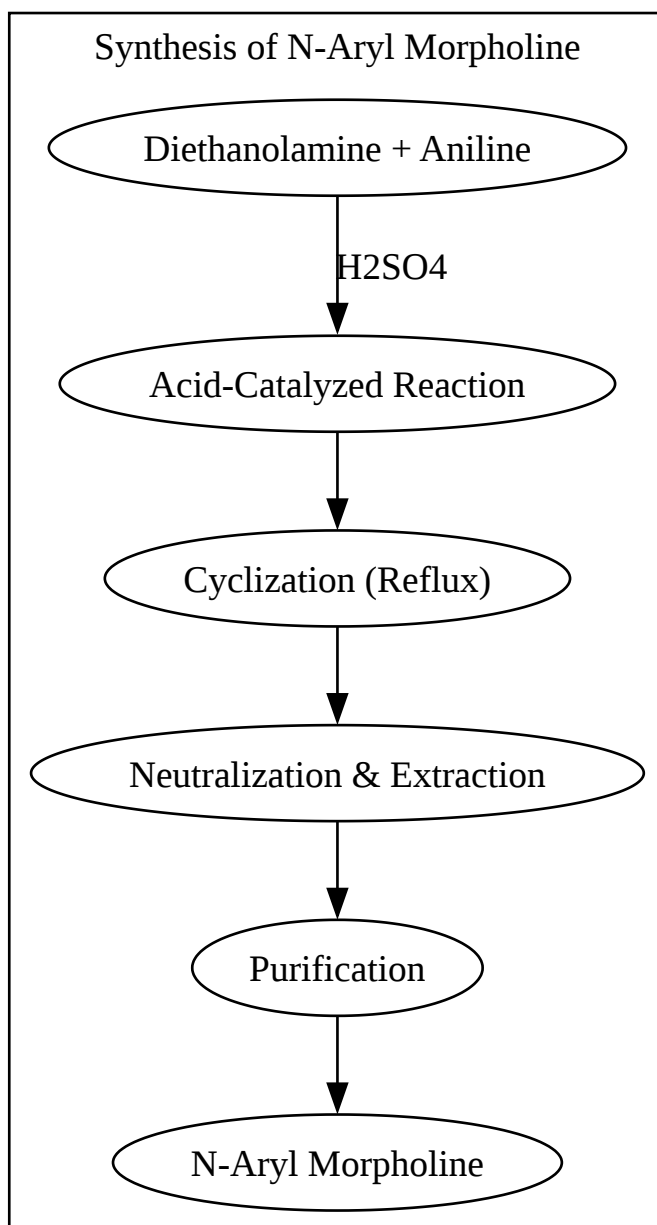 Synthesis of N-Aryl Morpholine
Diethanolamine + Aniline
H2SO4
Acid-Catalyzed Reaction
Cyclization (Reflux)
Neutralization & Extraction
Purification
N-Aryl Morpholine